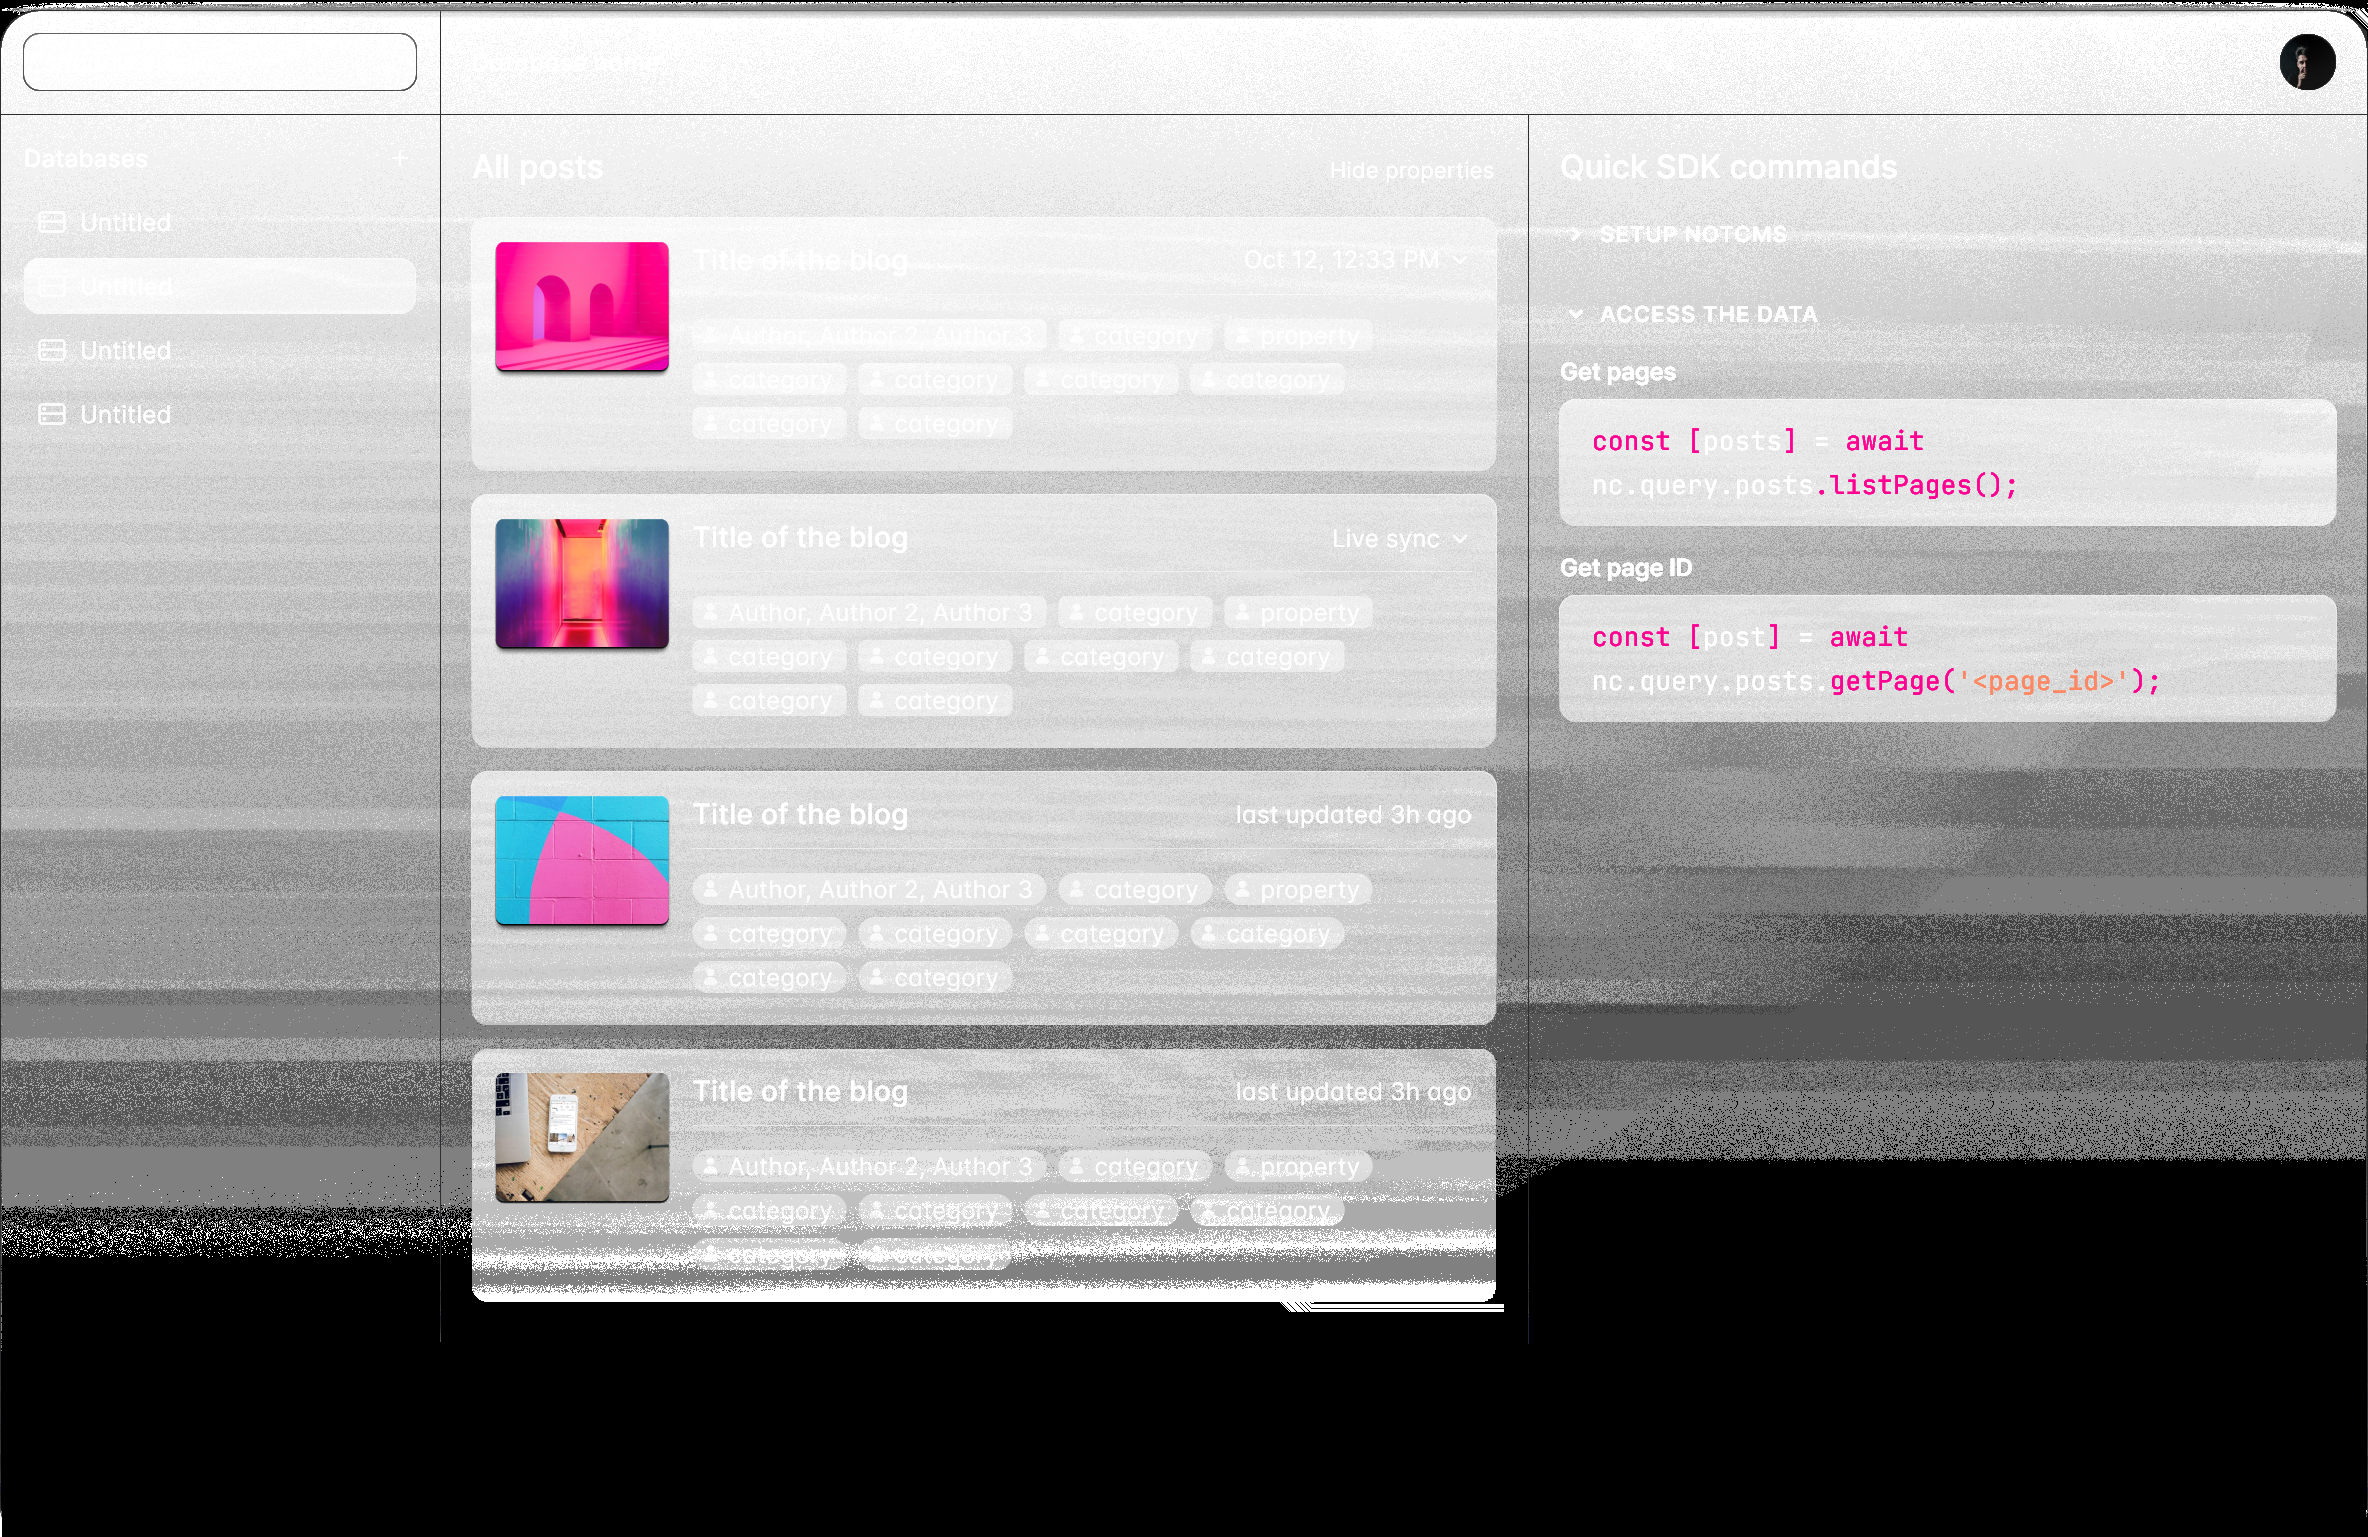 Databases
Untitled
Untitled
Untitled
Untitled
All posts
Hide properties
Title of the blog
Oct 12, 12:33 PM
Author, Author 2, Author 3
category
property
category
category
category
category
category
category
Title of the blog
Live sync
Author, Author 2, Author 3
category
property
category
category
category
category
category
category
Title of the blog
last updated 3h ago
Author, Author 2, Author 3
category
property
category
category
category
category
category
category
Title of the blog
last updated 3h ago
Author, Author 2, Author 3
category
property
category
category
category
category
category
category
Quick SDK commands
SETUP NOTCMS
ACCESS THE DATA
Get pages
const [posts] = await
nc.query.posts.listPages();
Get page ID
const [post] = await
nc.query.posts.getPage('<page_id>');